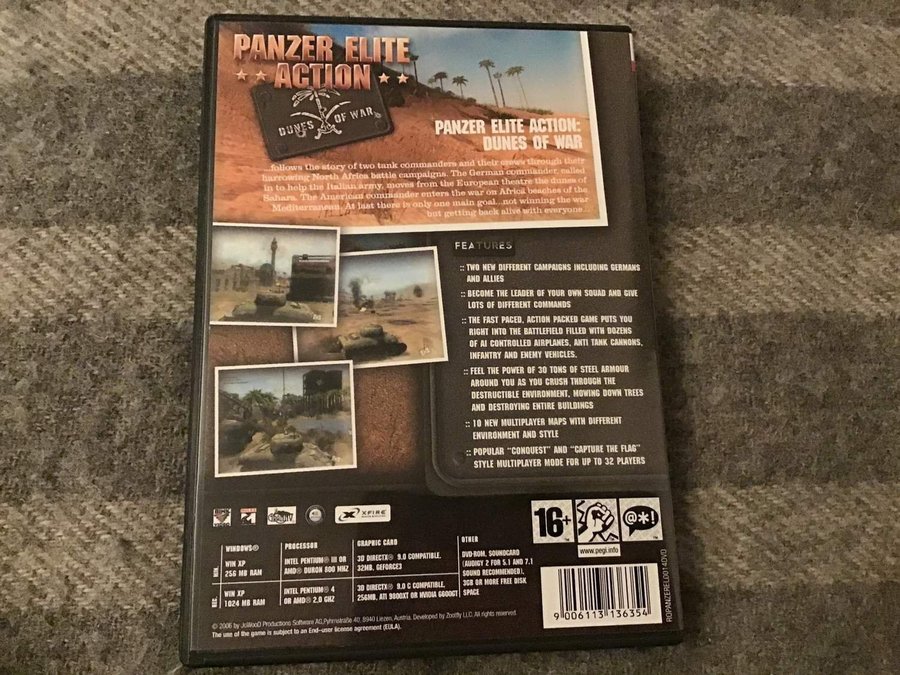 PANZER ELITE
ACTION
DUNES OF WAR
PANZER ELITE ACTION:
DUNES OF WAR
...follows the story of two tank commanders and their crews through their
harrowing North Africa battle campaigns. The German commander, called
in to help the Italian army, moves from the European theatre the dunes of
Sahara. The American commander enters the war on Africa beaches of the
Mediterranean. At last there is only one main goal...not winning the war
but getting back alive with everyone...
FEATURES
:: TWO NEW DIFFERENT CAMPAIGNS INCLUDING GERMANS
AND ALLIES
:: BECOME THE LEADER OF YOUR OWN SQUAD AND GIVE
LOTS OF DIFFERENT COMMANDS
:: THE FAST PACED, ACTION PACKED GAME PUTS YOU
RIGHT INTO THE BATTLEFIELD FILLED WITH DOZENS
OF AI CONTROLLED AIRPLANES, ANTI TANK CANNONS,
INFANTRY AND ENEMY VEHICLES.
:: FEEL THE POWER OF 30 TONS OF STEEL ARMOUR
AROUND YOU AS YOU CRUSH THROUGH THE
DESTRUCTIBLE ENVIRONMENT, MOWING DOWN TREES
AND DESTROYING ENTIRE BUILDINGS
:: 10 NEW MULTIPLAYER MAPS WITH DIFFERENT
ENVIRONMENT AND STYLE
:: POPULAR "CONQUEST" AND "CAPTURE THE FLAG"
STYLE MULTIPLAYER MODE FOR UP TO 32 PLAYERS
XFIRE
16+
@*!
www.pegi.info
WINDOWS® PROCESSOR GRAPHIC CARD OTHER
MIN. WIN XP 256 MB RAM
INTEL PENTIUM® III OR AMD® DURON 800 MHZ
3D DIRECTX® 9.0 COMPATIBLE, 32MB, GEFORCE3
DVD-ROM, SOUNDCARD
(AUDIGY 2 FOR 5.1 AND 7.1
SOUND RECOMMENDED),
3GB OR MORE FREE DISK
SPACE
REC. WIN XP 1024 MB RAM
INTEL PENTIUM® 4 OR AMD® 2.0 GHZ
3D DIRECTX® 9.0 C COMPATIBLE, 256MB, ATI 9800XT OR NVIDIA 6600GT
© 2006 by JoWooD Productions Software AG, Pyhrnstraße 40, 8940 Liezen, Austria. Developed by Zootfly LLC. All rights reserved.
The use of the game is subject to an End-user license agreement (EULA).
9 006113 136354
RDPANZERELD0014DVD